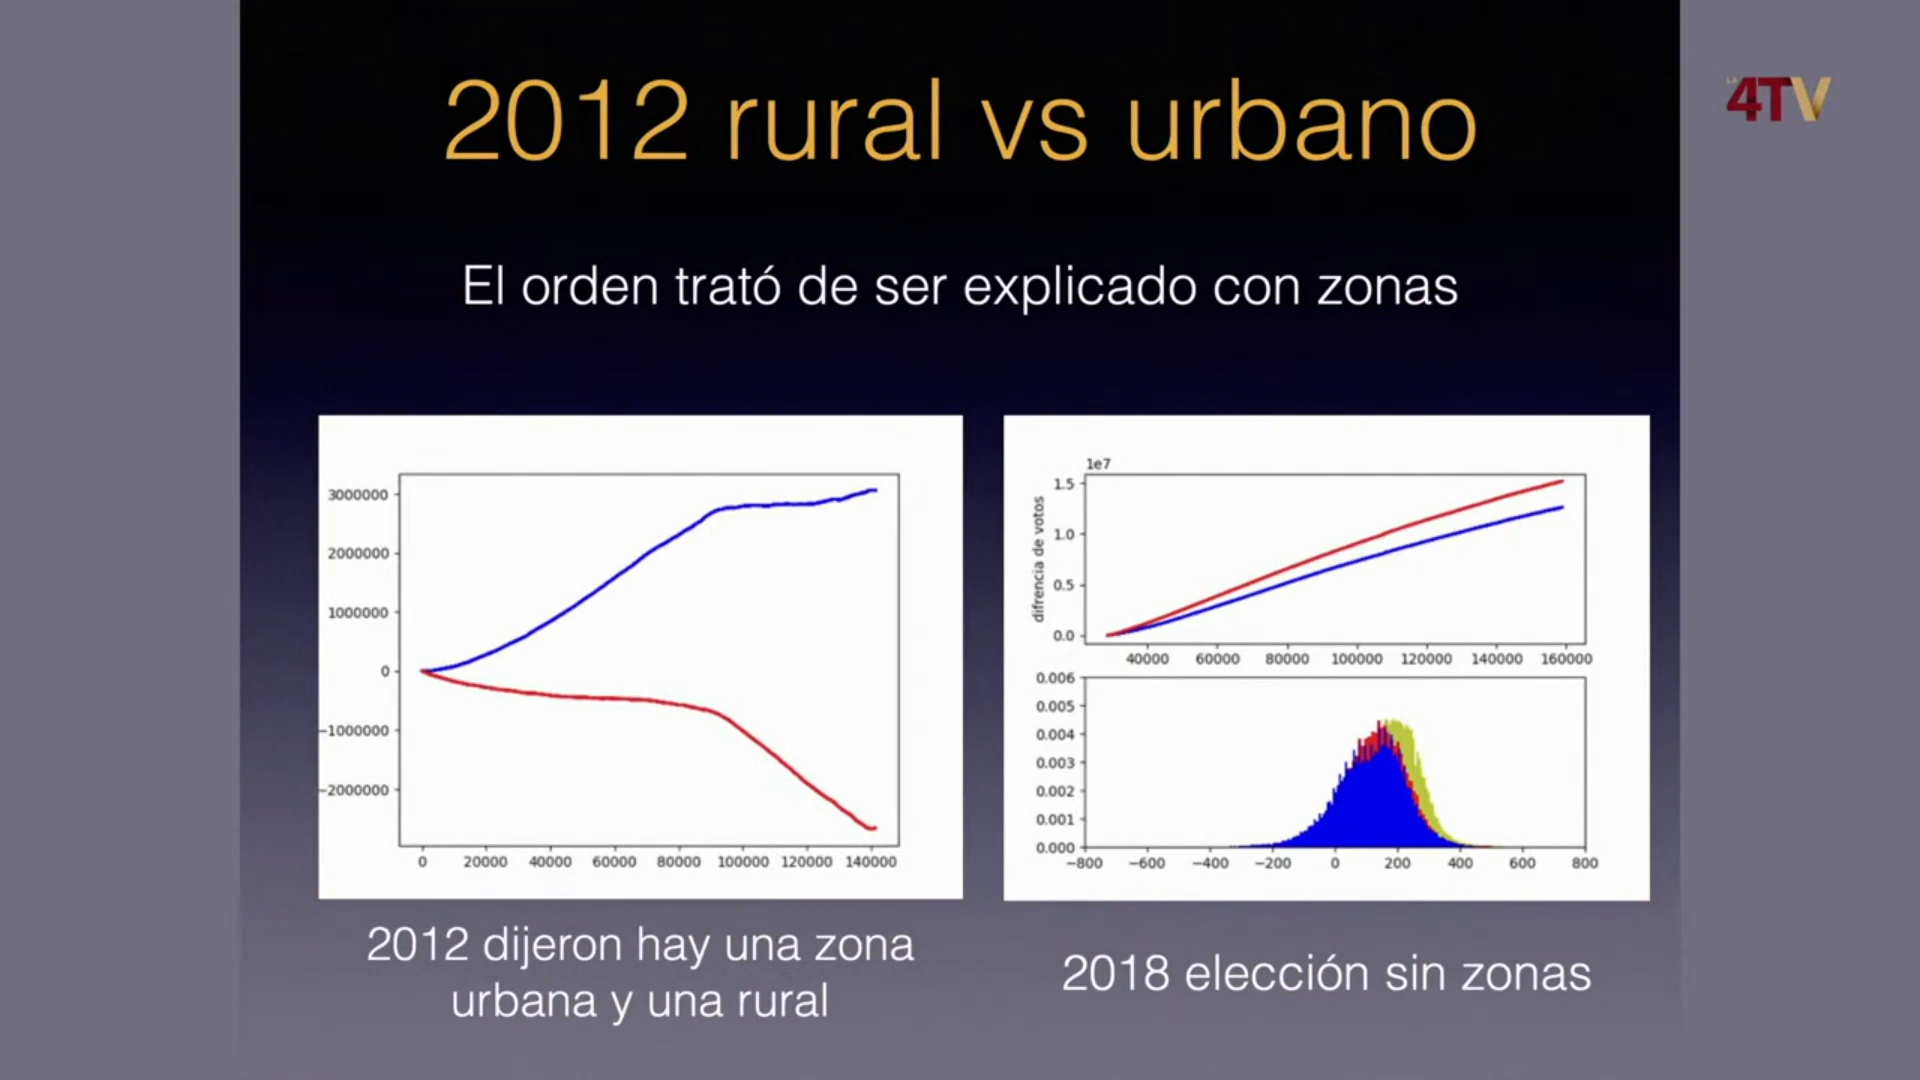 2012 rural vs urbano
LA
4TV
El orden trató de ser explicado con zonas
3000000
2000000
1000000
0
−1000000
−2000000
0 20000 40000 60000 80000 100000 120000 140000
1e7
difrencia de votos
1.5
1.0
0.5
0.0
40000 60000 80000 100000 120000 140000 160000
0.006
0.005
0.004
0.003
0.002
0.001
0.000
−800 −600 −400 −200 0 200 400 600 800
2012 dijeron hay una zona
urbana y una rural
2018 elección sin zonas